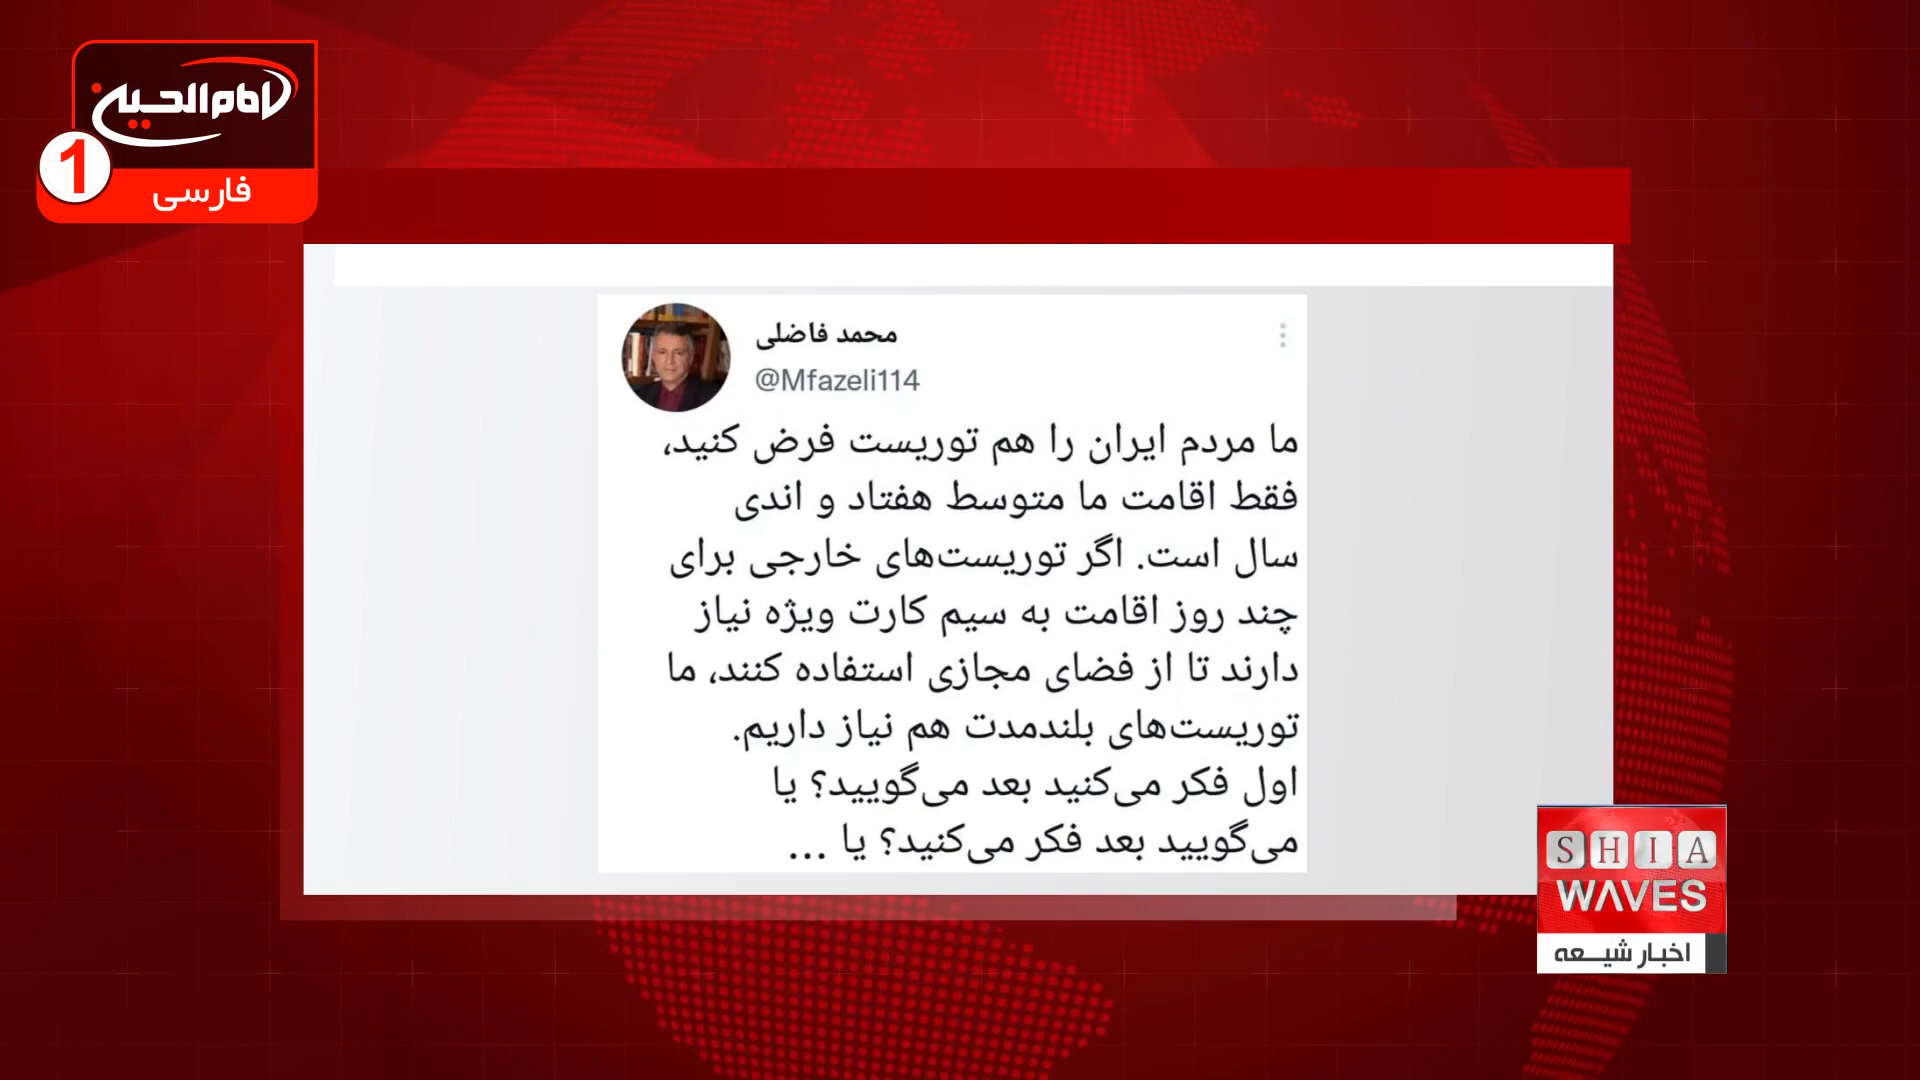 امام الحسین
1
فارسی
محمد فاضلی
@Mfazeli114
ما مردم ایران را هم توریست فرض کنید،
فقط اقامت ما متوسط هفتاد و اندی
سال است. اگر توریست‌های خارجی برای
چند روز اقامت به سیم کارت ویژه نیاز
دارند تا از فضای مجازی استفاده کنند، ما
توریست‌های بلندمدت هم نیاز داریم.
اول فکر می‌کنید بعد می‌گویید؟ یا
می‌گویید بعد فکر می‌کنید؟ یا ...
SHIA
WAVES
اخبار شیـعه